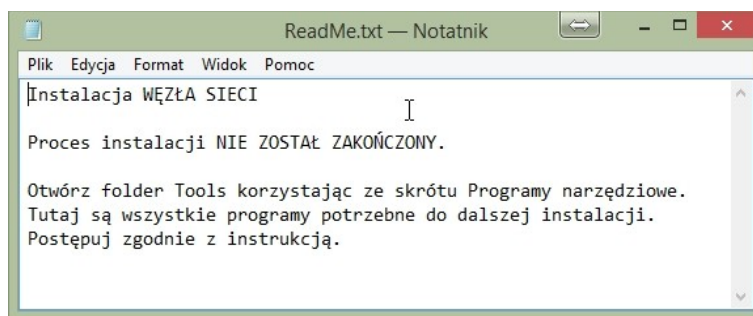 ReadMe.txt — Notatnik
Plik Edycja Format Widok Pomoc
Instalacja WĘZŁA SIECI
Proces instalacji NIE ZOSTAŁ ZAKOŃCZONY.
Otwórz folder Tools korzystając ze skrótu Programy narzędziowe.
Tutaj są wszystkie programy potrzebne do dalszej instalacji.
Postępuj zgodnie z instrukcją.